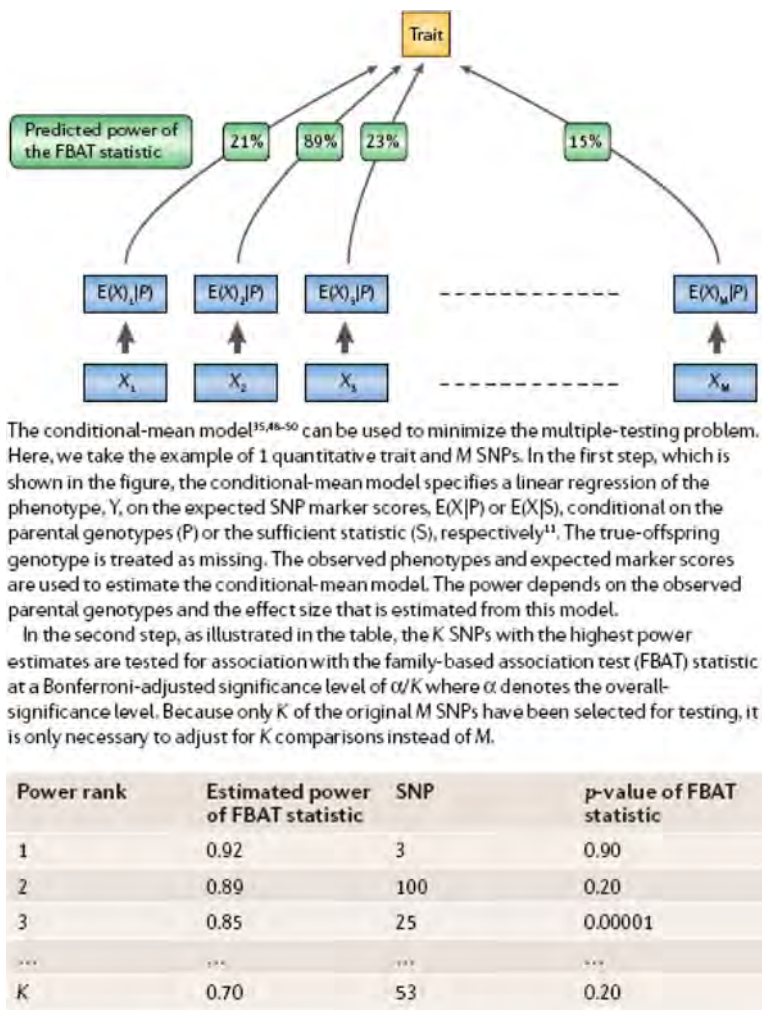 Trait
Predicted power of
the FBAT statistic
21%
89%
23%
15%
E(X)₁|P)
E(X)₂|P)
E(X)₃|P)
E(X)ₘ|P)
X₁
X₂
X₃
Xₘ
The conditional-mean model³⁵,⁴⁸⁻⁵⁰ can be used to minimize the multiple-testing problem.
Here, we take the example of 1 quantitative trait and M SNPs. In the first step, which is
shown in the figure, the conditional-mean model specifies a linear regression of the
phenotype, Y, on the expected SNP marker scores, E(X|P) or E(X|S), conditional on the
parental genotypes (P) or the sufficient statistic (S), respectively¹¹. The true-offspring
genotype is treated as missing. The observed phenotypes and expected marker scores
are used to estimate the conditional-mean model. The power depends on the observed
parental genotypes and the effect size that is estimated from this model.
In the second step, as illustrated in the table, the K SNPs with the highest power
estimates are tested for association with the family-based association test (FBAT) statistic
at a Bonferroni-adjusted significance level of α/K where α denotes the overall-
significance level. Because only K of the original M SNPs have been selected for testing, it
is only necessary to adjust for K comparisons instead of M.
Power rank Estimated power of FBAT statistic SNP p-value of FBAT statistic
1 0.92 3 0.90
2 0.89 100 0.20
3 0.85 25 0.00001
... ... ... ...
K 0.70 53 0.20